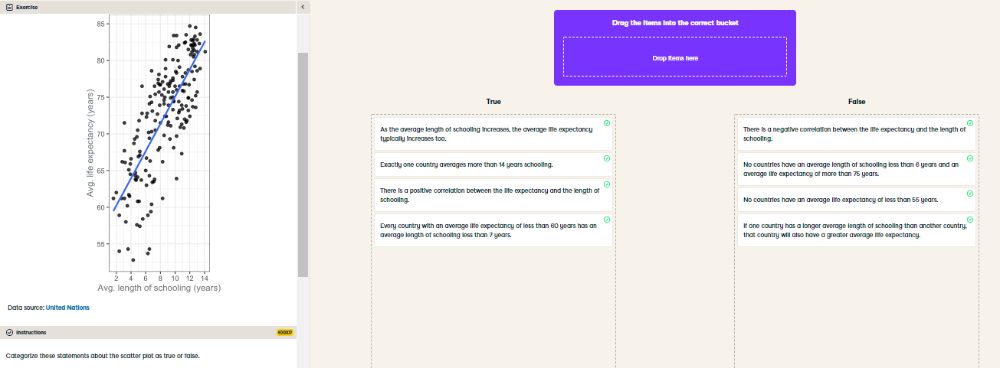 Exercise
85
80
75
70
65
60
55
Avg. life expectancy (years)
2 4 6 8 10 12 14
Avg. length of schooling (years)
Data source: United Nations
Instructions
100XP
Categorize these statements about the scatter plot as true or false.
Drag the items into the correct bucket
Drop items here
True
As the average length of schooling increases, the average life expectancy
typically increases too.
Exactly one country averages more than 14 years schooling.
There is a positive correlation between the life expectancy and the length of
schooling.
Every country with an average life expectancy of less than 60 years has an
average length of schooling less than 7 years.
False
There is a negative correlation between the life expectancy and the length of
schooling.
No countries have an average length of schooling less than 6 years and an
average life expectancy of more than 75 years.
No countries have an average life expectancy of less than 55 years.
If one country has a longer average length of schooling than another country,
that country will also have a greater average life expectancy.